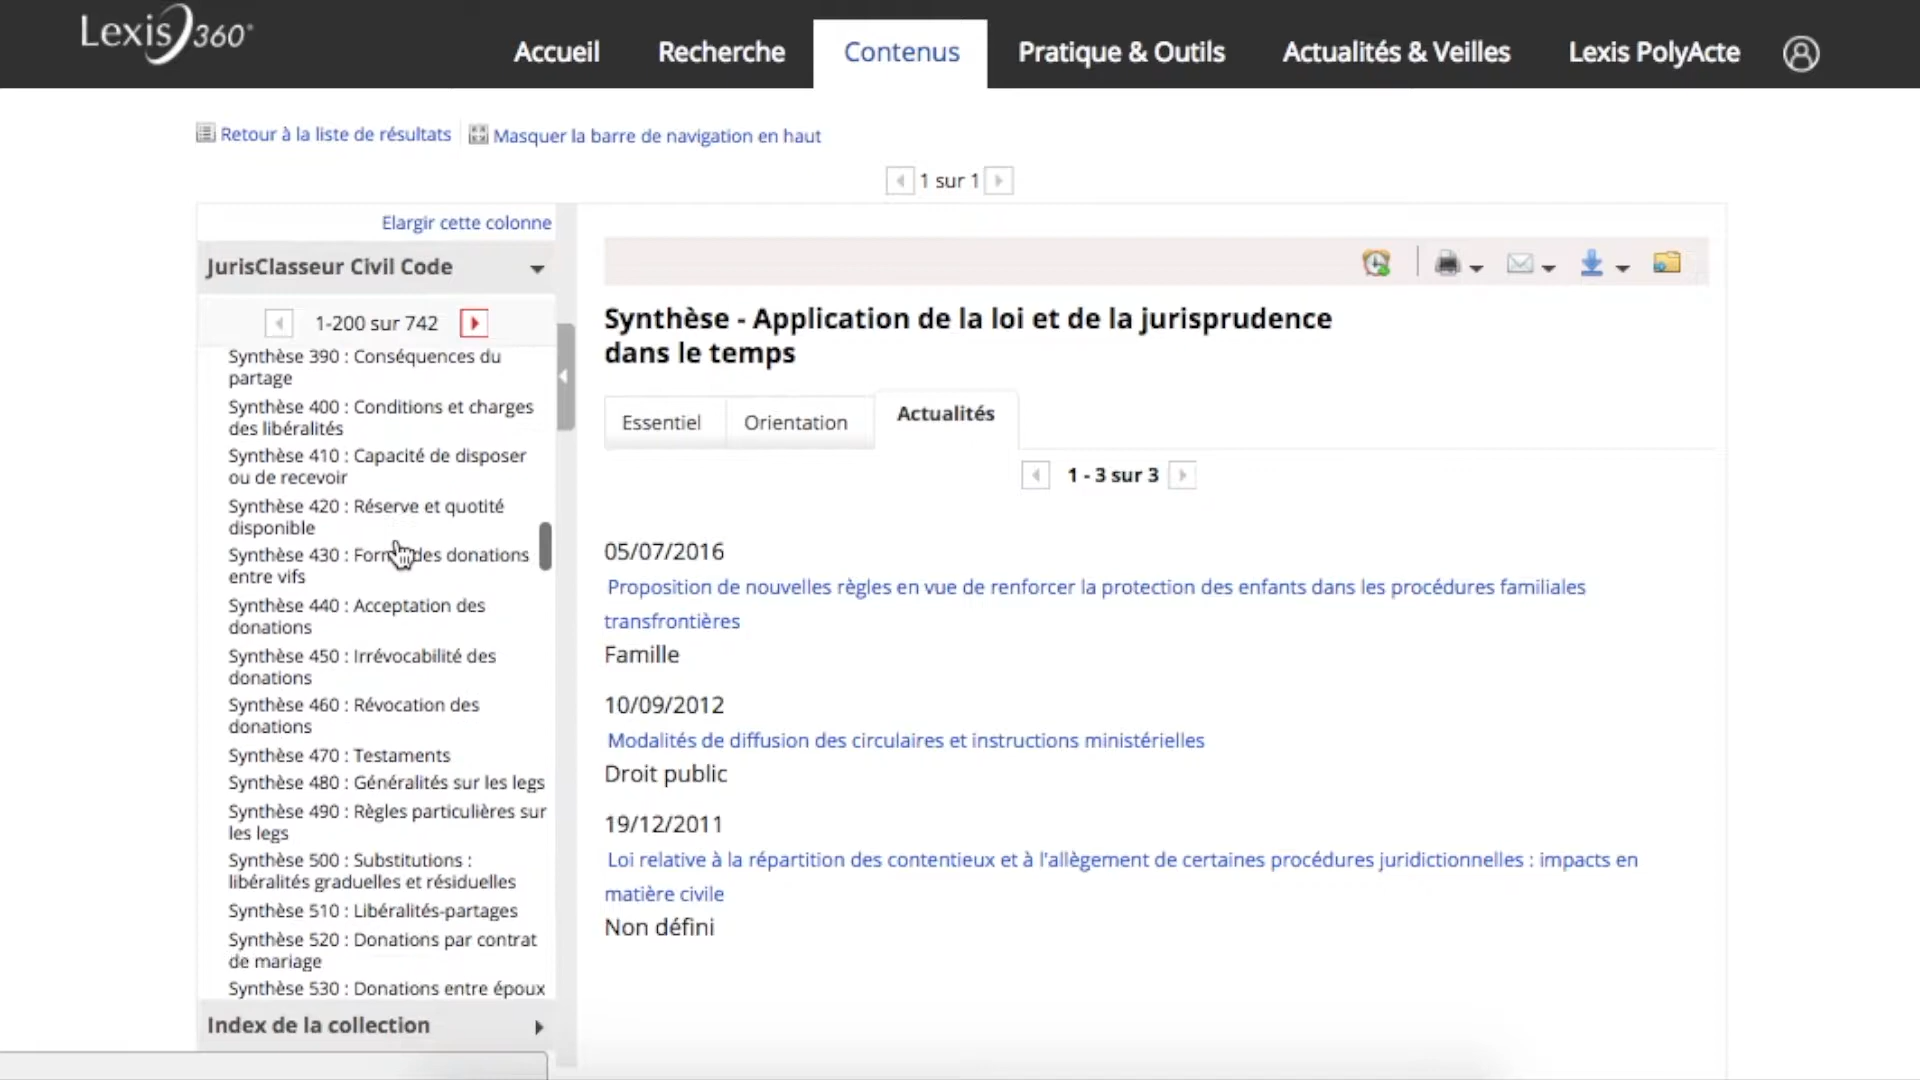 Lexis 360°
Accueil
Recherche
Contenus
Pratique & Outils
Actualités & Veilles
Lexis PolyActe
Retour à la liste de résultats
Masquer la barre de navigation en haut
1 sur 1
Elargir cette colonne
JurisClasseur Civil Code
1-200 sur 742
Synthèse 390 : Conséquences du
partage
Synthèse 400 : Conditions et charges
des libéralités
Synthèse 410 : Capacité de disposer
ou de recevoir
Synthèse 420 : Réserve et quotité
disponible
Synthèse 430 : des donations
entre vifs
Synthèse 440 : Acceptation des
donations
Synthèse 450 : Irrévocabilité des
donations
Synthèse 460 : Révocation des
donations
Synthèse 470 : Testaments
Synthèse 480 : Généralités sur les legs
Synthèse 490 : Règles particulières sur
les legs
Synthèse 500 : Substitutions :
libéralités graduelles et résiduelles
Synthèse 510 : Libéralités-partages
Synthèse 520 : Donations par contrat
de mariage
Synthèse 530 : Donations entre époux
Index de la collection
Synthèse - Application de la loi et de la jurisprudence
dans le temps
Essentiel
Orientation
Actualités
1 - 3 sur 3
05/07/2016
Proposition de nouvelles règles en vue de renforcer la protection des enfants dans les procédures familiales
transfrontières
Famille
10/09/2012
Modalités de diffusion des circulaires et instructions ministérielles
Droit public
19/12/2011
Loi relative à la répartition des contentieux et à l'allègement de certaines procédures juridictionnelles : impacts en
matière civile
Non défini